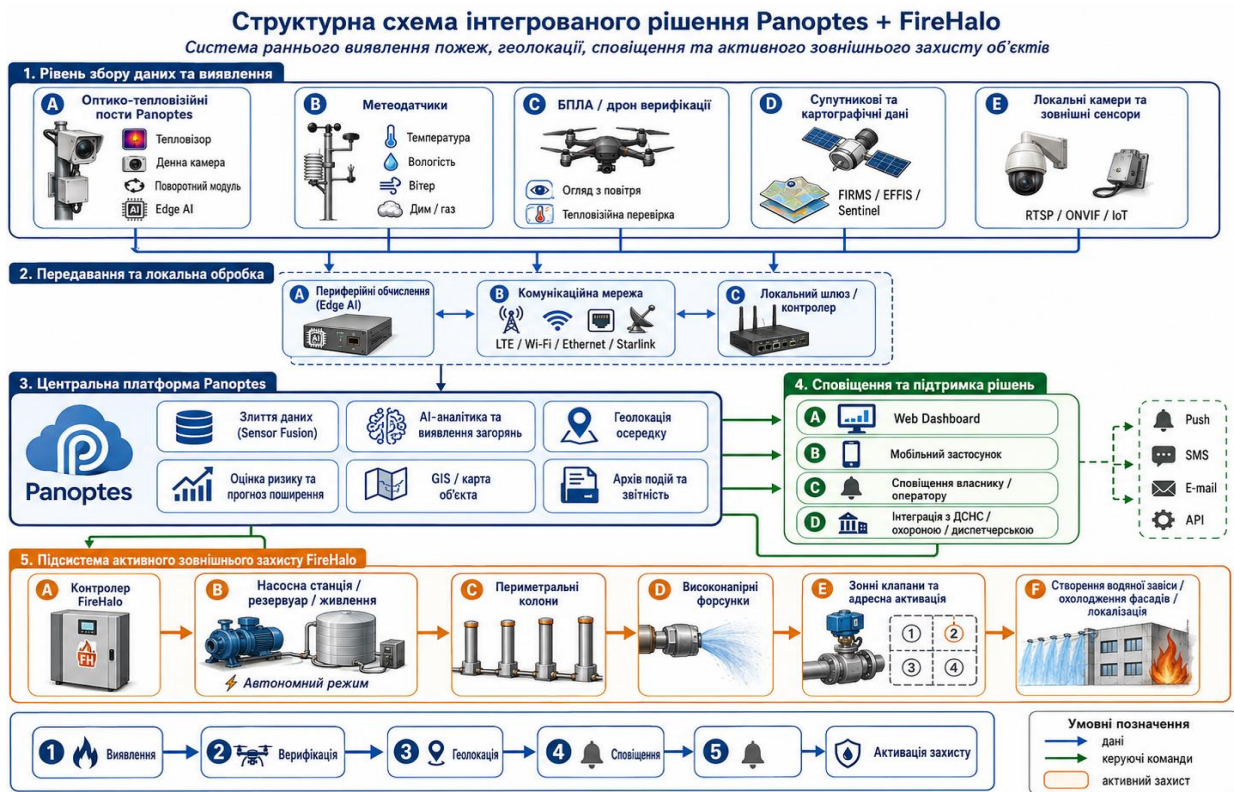 Структурна схема інтегрованого рішення Panoptes + FireHalo
Система раннього виявлення пожеж, геолокації, сповіщення та активного зовнішнього захисту об'єктів
1. Рівень збору даних та виявлення
A
Оптико-тепловізійні
пости Panoptes
Тепловізор
Денна камера
Поворотний модуль
AI
Edge AI
B
Метеодатчики
Температура
Вологість
Вітер
Дим / газ
C
БПЛА / дрон верифікації
Огляд з повітря
Тепловізійна перевірка
D
Супутникові та
картографічні дані
FIRMS / EFFIS /
Sentinel
E
Локальні камери та
зовнішні сенсори
RTSP / ONVIF / IoT
2. Передавання та локальна обробка
A
Периферійні обчислення
(Edge AI)
AI
B
Комунікаційна мережа
LTE / Wi-Fi / Ethernet / Starlink
C
Локальний шлюз /
контролер
3. Центральна платформа Panoptes
Panoptes
Злиття даних
(Sensor Fusion)
AI-аналітика та
виявлення загорянь
Геолокація
осередку
Оцінка ризику та
прогноз поширення
GIS / карта
об'єкта
Архів подій та
звітність
4. Сповіщення та підтримка рішень
A
Web Dashboard
B
Мобільний застосунок
C
Сповіщення власнику /
оператору
D
Інтеграція з ДСНС /
охороною / диспетчерською
Push
SMS
E-mail
API
5. Підсистема активного зовнішнього захисту FireHalo
A
Контролер
FireHalo
FH
B
Насосна станція /
резервуар / живлення
Автономний режим
C
Периметральні
колони
D
Високонапірні
форсунки
E
Зонні клапани та
адресна активація
1
2
3
4
F
Створення водяної завіси /
охолодження фасадів /
локалізація
1
Виявлення
2
Верифікація
3
Геолокація
4
Сповіщення
5
Активація захисту
Умовні позначення
дані
керуючі команди
активний захист